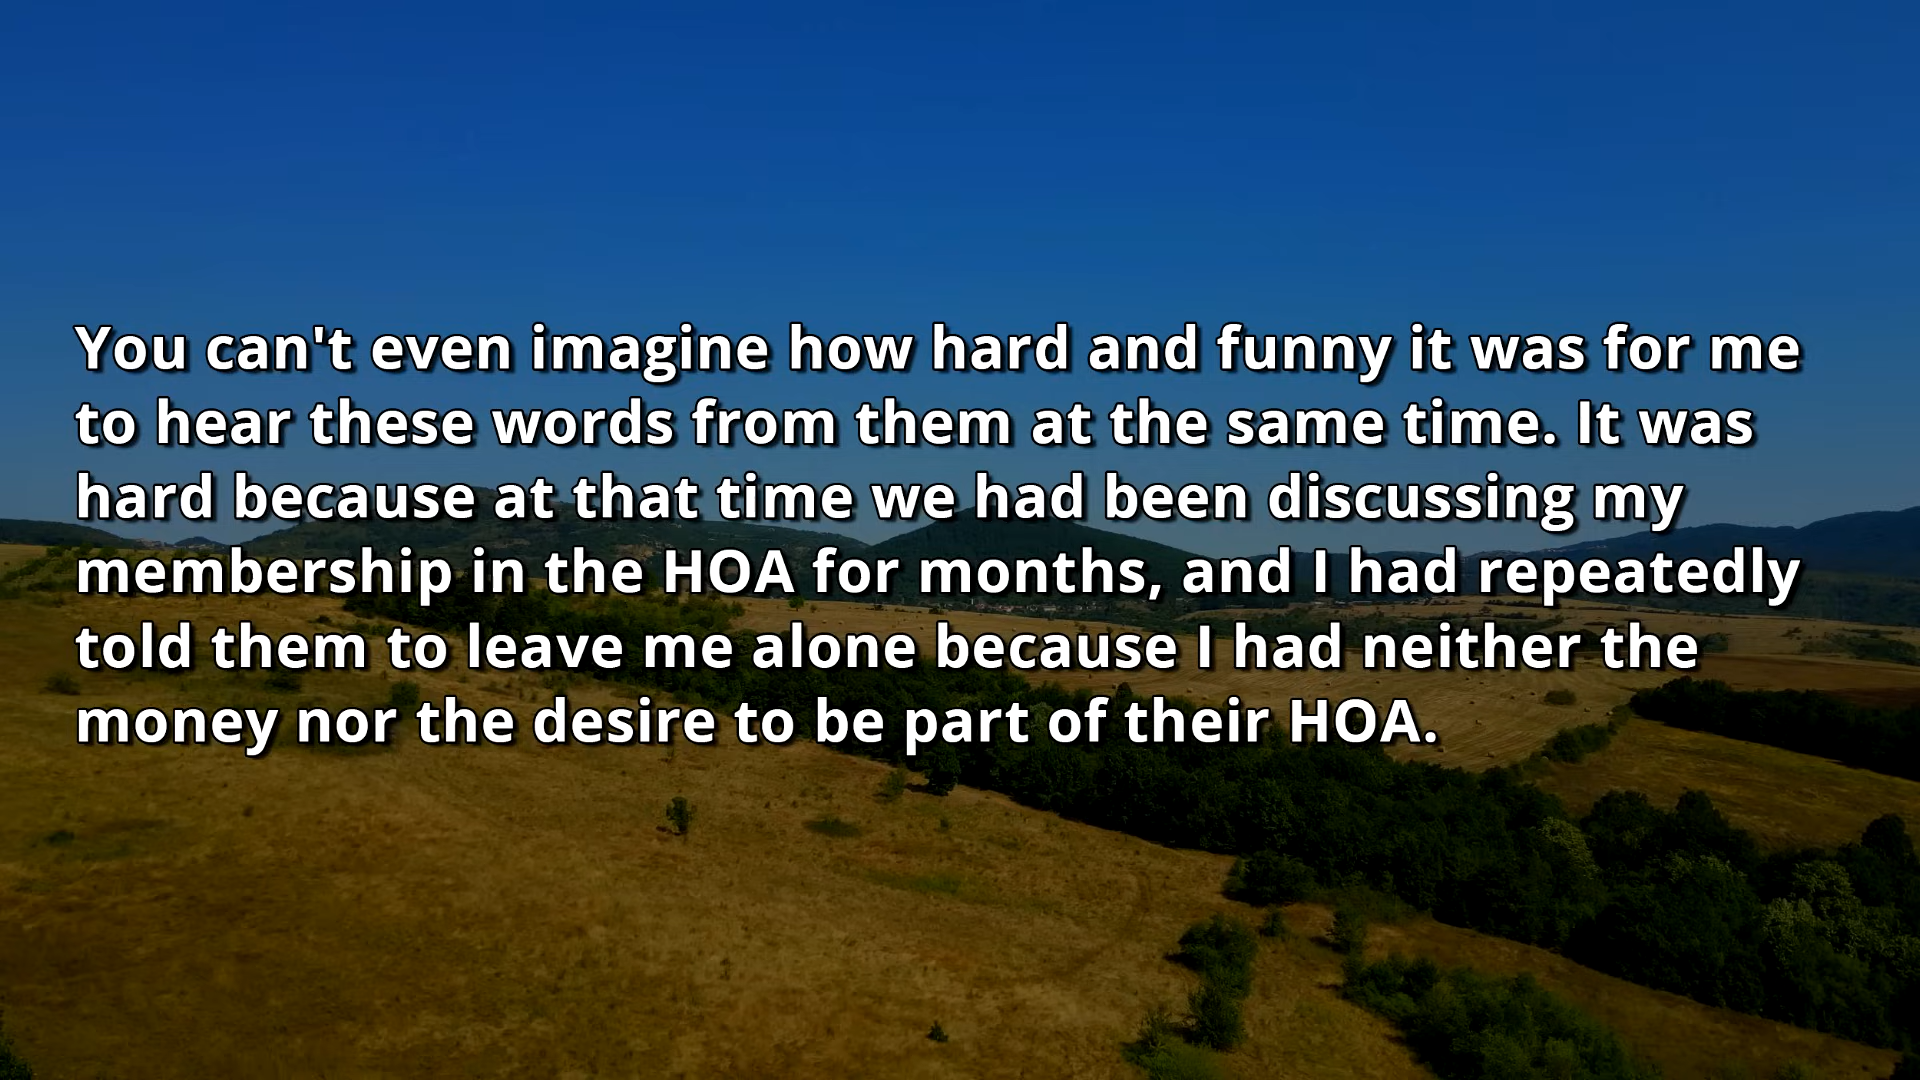 You can't even imagine how hard and funny it was for me
to hear these words from them at the same time. It was
hard because at that time we had been discussing my
membership in the HOA for months, and I had repeatedly
told them to leave me alone because I had neither the
money nor the desire to be part of their HOA.